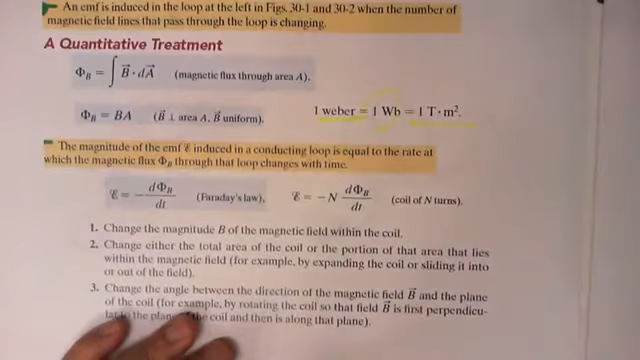 An emf is induced in the loop at the left in Figs. 30-1 and 30-2 when the number of
magnetic field lines that pass through the loop is changing.
A Quantitative Treatment
Φ_B = ∫ B⃗ · dA⃗ (magnetic flux through area A).
Φ_B = BA (B⃗ ⊥ area A, B⃗ uniform).
1 weber = 1 Wb = 1 T · m².
The magnitude of the emf ℰ induced in a conducting loop is equal to the rate at
which the magnetic flux Φ_B through that loop changes with time.
ℰ = − dΦ_B/dt (Faraday's law), ℰ = −N dΦ_B/dt (coil of N turns).
1. Change the magnitude B of the magnetic field within the coil.
2. Change either the total area of the coil or the portion of that area that lies
within the magnetic field (for example, by expanding the coil or sliding it into
or out of the field).
3. Change the angle between the direction of the magnetic field B⃗ and the plane
of the coil (for example, by rotating the coil so that field B⃗ is first perpendicu-
the plane the coil and then is along that plane).